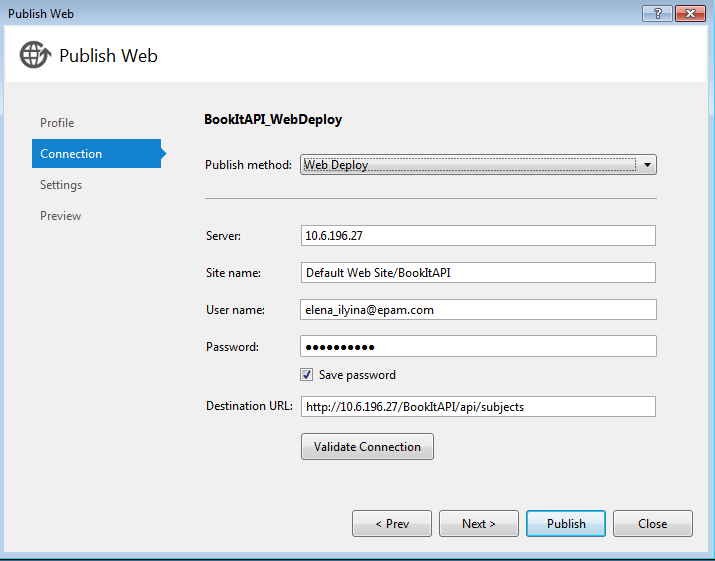 Publish Web
?
Publish Web
Profile
Connection
Settings
Preview
BookItAPI_WebDeploy
Publish method: Web Deploy
Server: 10.6.196.27
Site name: Default Web Site/BookItAPI
User name: elena_ilyina@epam.com
Password: ●●●●●●●●●●
Save password
Destination URL: http://10.6.196.27/BookItAPI/api/subjects
Validate Connection
< Prev Next > Publish Close